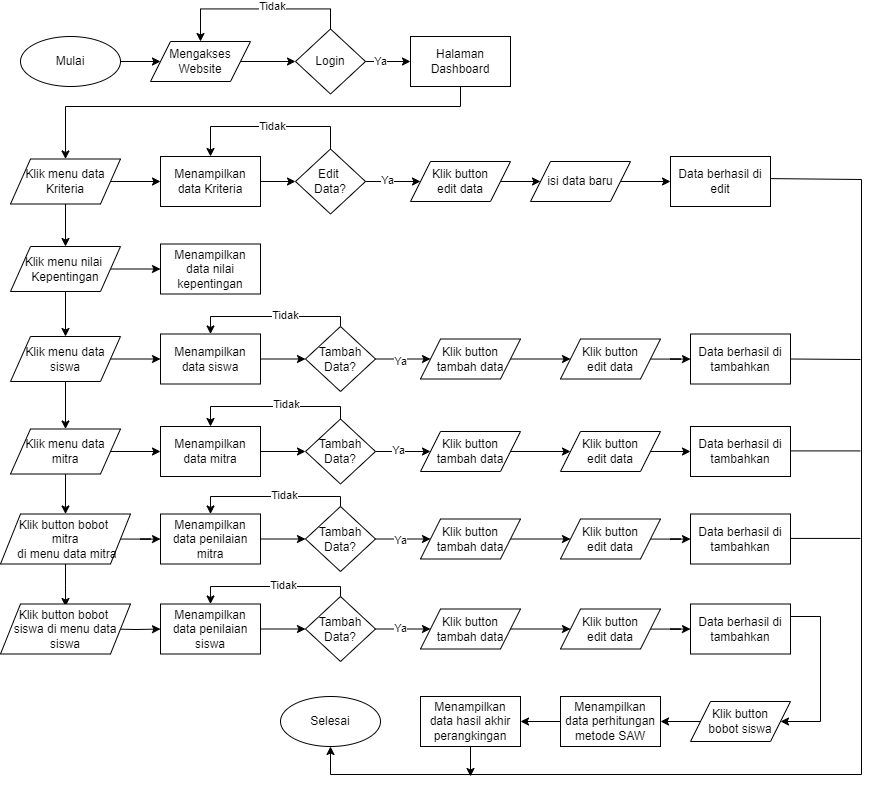 Tidak
Mulai
Mengakses
Website
Login
Ya
Halaman
Dashboard
Tidak
Klik menu data
Kriteria
Menampilkan
data Kriteria
Edit
Data?
Ya
Klik button
edit data
isi data baru
Data berhasil di
edit
Klik menu nilai
Kepentingan
Menampilkan
data nilai
kepentingan
Tidak
Klik menu data
siswa
Menampilkan
data siswa
Tambah
Data?
Ya
Klik button
tambah data
Klik button
edit data
Data berhasil di
tambahkan
Tidak
Klik menu data
mitra
Menampilkan
data mitra
Tambah
Data?
Ya
Klik button
tambah data
Klik button
edit data
Data berhasil di
tambahkan
Tidak
Klik button bobot
mitra
di menu data mitra
Menampilkan
data penilaian
mitra
Tambah
Data?
Ya
Klik button
tambah data
Klik button
edit data
Data berhasil di
tambahkan
Tidak
Klik button bobot
siswa di menu data
siswa
Menampilkan
data penilaian
siswa
Tambah
Data?
Ya
Klik button
tambah data
Klik button
edit data
Data berhasil di
tambahkan
Selesai
Menampilkan
data hasil akhir
perangkingan
Menampilkan
data perhitungan
metode SAW
Klik button
bobot siswa